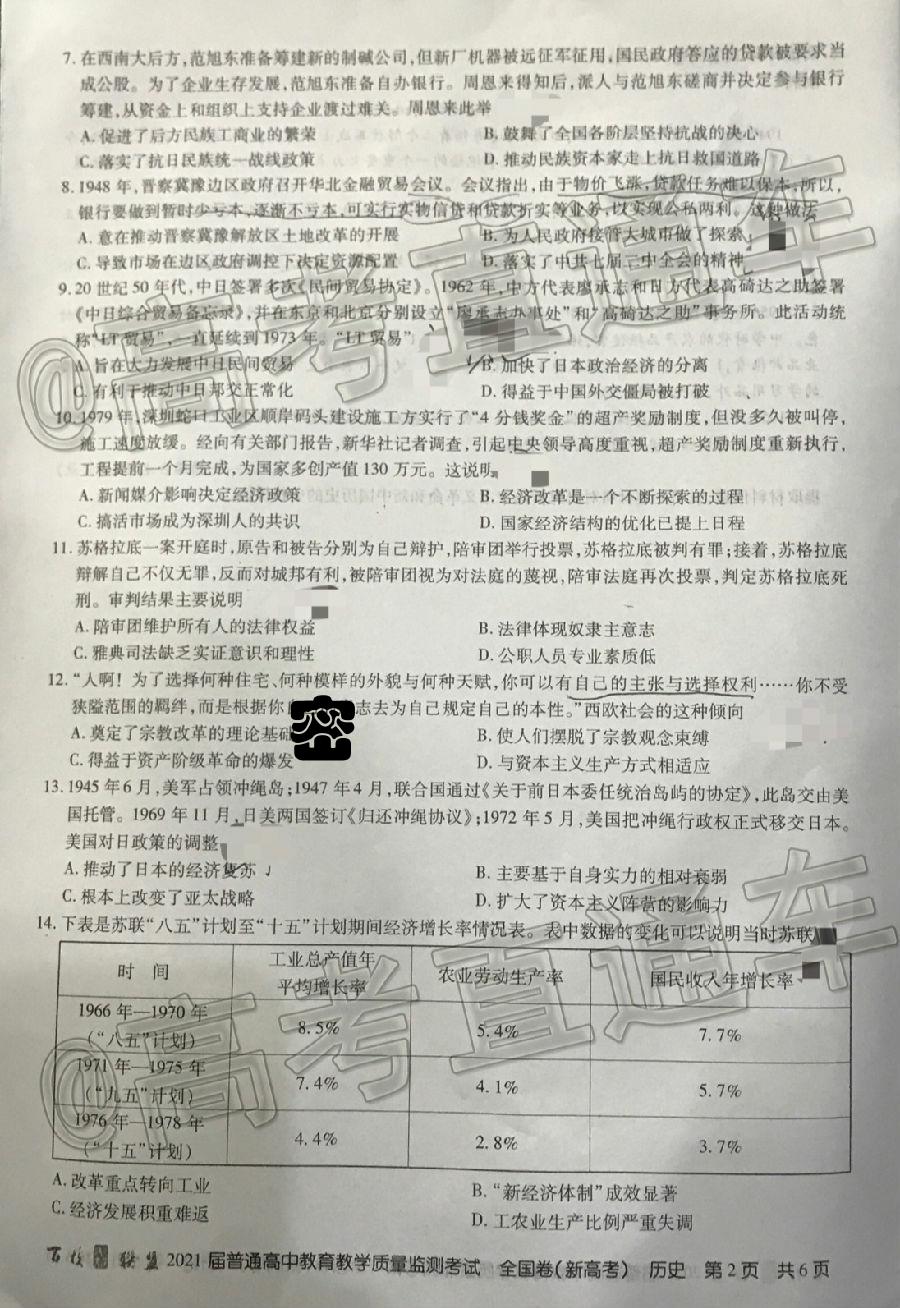 7. 在西南大后方,范旭东准备筹建新的制碱公司,但新厂机器被远征军征用,国民政府答应的贷款被要求当
成公股。为了企业生存发展,范旭东准备自办银行。周恩来得知后,派人与范旭东磋商并决定参与银行
筹建,从资金上和组织上支持企业渡过难关。周恩来此举
A. 促进了后方民族工商业的繁荣 B. 鼓舞了全国各阶层坚持抗战的决心
C. 落实了抗日民族统一战线政策 D. 推动民族资本家走上抗日救国道路
8. 1948 年,晋察冀豫边区政府召开华北金融贸易会议。会议指出,由于物价飞涨,贷款任务难以保本,所以,
银行要做到暂时少亏本,逐渐不亏本,可实行实物信贷和贷款折实等业务,以实现公私两利。这种做法
A. 意在推动晋察冀豫解放区土地改革的开展 B. 为人民政府接管大城市做了探索
C. 导致市场在边区政府调控下决定资源配置 D. 落实了中共七届二中全会的精神
9. 20 世纪 50 年代,中日签署多次《民间贸易协定》。1962 年,中方代表廖承志和日方代表高碕达之助签署
《中日综合贸易备忘录》,并在东京和北京分别设立“廖承志办事处”和“高碕达之助”事务所。此活动统
称“LT 贸易”,一直延续到 1973 年。“LT 贸易”
A. 旨在大力发展中日民间贸易 B. 加快了日本政治经济的分离
C. 有利于推动中日邦交正常化 D. 得益于中国外交僵局被打破
10. 1979 年,深圳蛇口工业区顺岸码头建设施工方实行了“4 分钱奖金”的超产奖励制度,但没多久被叫停,
施工速度放缓。经向有关部门报告,新华社记者调查,引起中央领导高度重视,超产奖励制度重新执行,
工程提前一个月完成,为国家多创产值 130 万元。这说明
A. 新闻媒介影响决定经济政策 B. 经济改革是一个不断探索的过程
C. 搞活市场成为深圳人的共识 D. 国家经济结构的优化已提上日程
11. 苏格拉底一案开庭时,原告和被告分别为自己辩护,陪审团举行投票,苏格拉底被判有罪;接着,苏格拉底
辩解自己不仅无罪,反而对城邦有利,被陪审团视为对法庭的蔑视,陪审法庭再次投票,判定苏格拉底死
刑。审判结果主要说明
A. 陪审团维护所有人的法律权益 B. 法律体现奴隶主意志
C. 雅典司法缺乏实证意识和理性 D. 公职人员专业素质低
12. “人啊!为了选择何种住宅、何种模样的外貌与何种天赋,你可以有自己的主张与选择权利……你不受
狭隘范围的羁绊,而是根据你 志去为自己规定自己的本性。”西欧社会的这种倾向
A. 奠定了宗教改革的理论基础 B. 使人们摆脱了宗教观念束缚
C. 得益于资产阶级革命的爆发 D. 与资本主义生产方式相适应
13. 1945 年 6 月,美军占领冲绳岛;1947 年 4 月,联合国通过《关于前日本委任统治岛屿的协定》,此岛交由美
国托管。1969 年 11 月,日美两国签订《归还冲绳协议》;1972 年 5 月,美国把冲绳行政权正式移交日本。
美国对日政策的调整
A. 推动了日本的经济复苏 B. 主要基于自身实力的相对衰弱
C. 根本上改变了亚太战略 D. 扩大了资本主义阵营的影响力
14. 下表是苏联“八五”计划至“十五”计划期间经济增长率情况表。表中数据的变化可以说明当时苏联
时 间 工业总产值年平均增长率 农业劳动生产率 国民收入年增长率
1966 年—1970 年(“八五”计划) 8.5% 5.4% 7.7%
1971 年—1975 年(“九五”计划) 7.4% 4.1% 5.7%
1976 年—1978 年(“十五”计划) 4.4% 2.8% 3.7%
A. 改革重点转向工业 B. “新经济体制”成效显著
C. 经济发展积重难返 D. 工农业生产比例严重失调
百校联盟 2021 届普通高中教育教学质量监测考试 全国卷(新高考) 历史 第 2 页 共 6 页
@高考直通车
@高考直通车